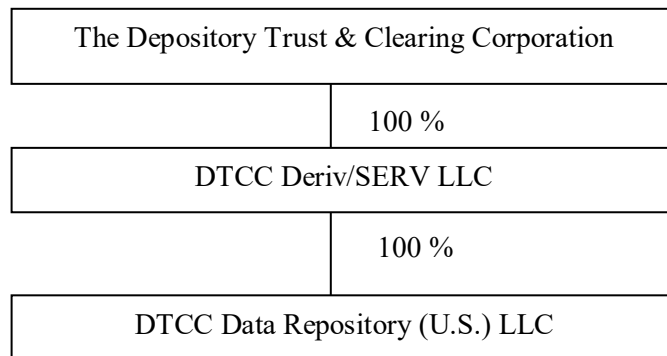 The Depository Trust & Clearing Corporation
100 %
DTCC Deriv/SERV LLC
100 %
DTCC Data Repository (U.S.) LLC